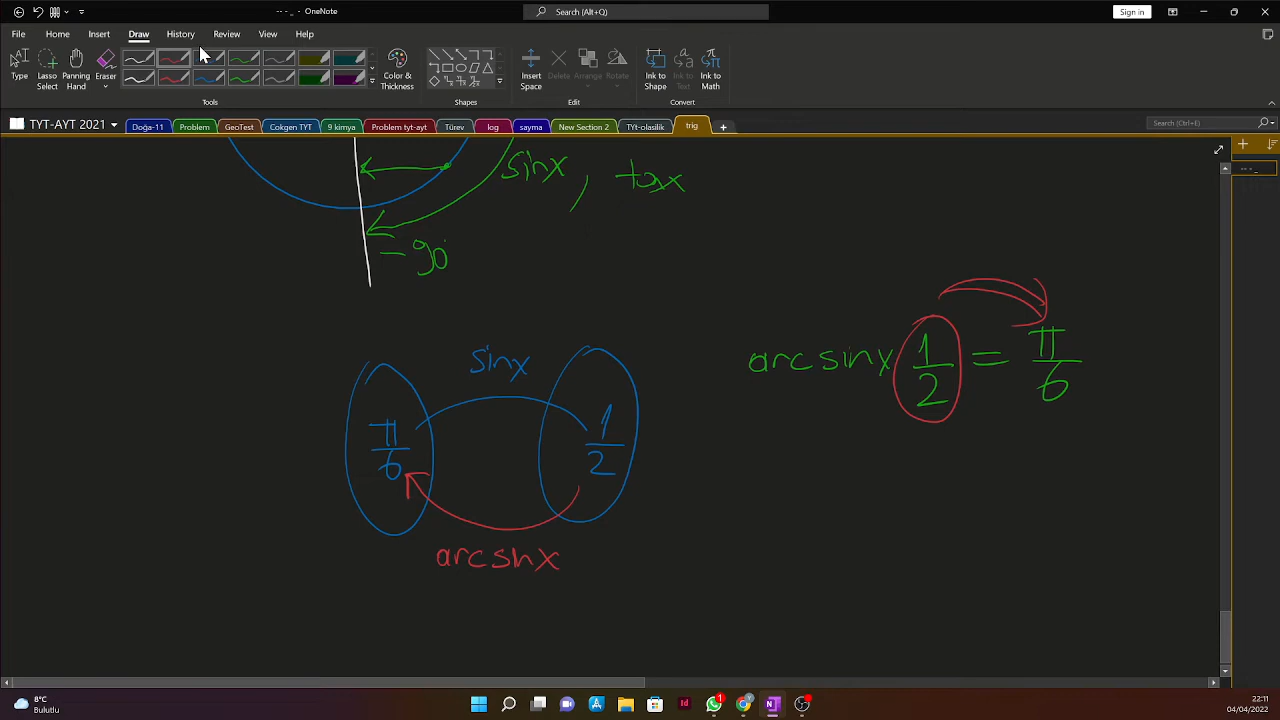 --- _ - OneNote
Search (Alt+Q)
Sign in
File Home Insert Draw History Review View Help
Type
Lasso Select
Panning Hand
Eraser
Color & Thickness
Insert Space
Delete
Arrange
Rotate
Ink to Shape
Ink to Text
Ink to Math
Tools
Shapes
Edit
Convert
TYT-AYT 2021
Doğa-11
Problem
GeoTest
Cokgen TYT
9 kimya
Problem tyt-ayt
Türev
log
sayma
New Section 2
TYt-olasilik
trig
Search (Ctrl+E)
-- -_
sinx,
-90
sinx
π/6
1/2
arcsinx
arcsinx 1/2 = π/6
8°C
Bulutlu
1
22:11
04/04/2022